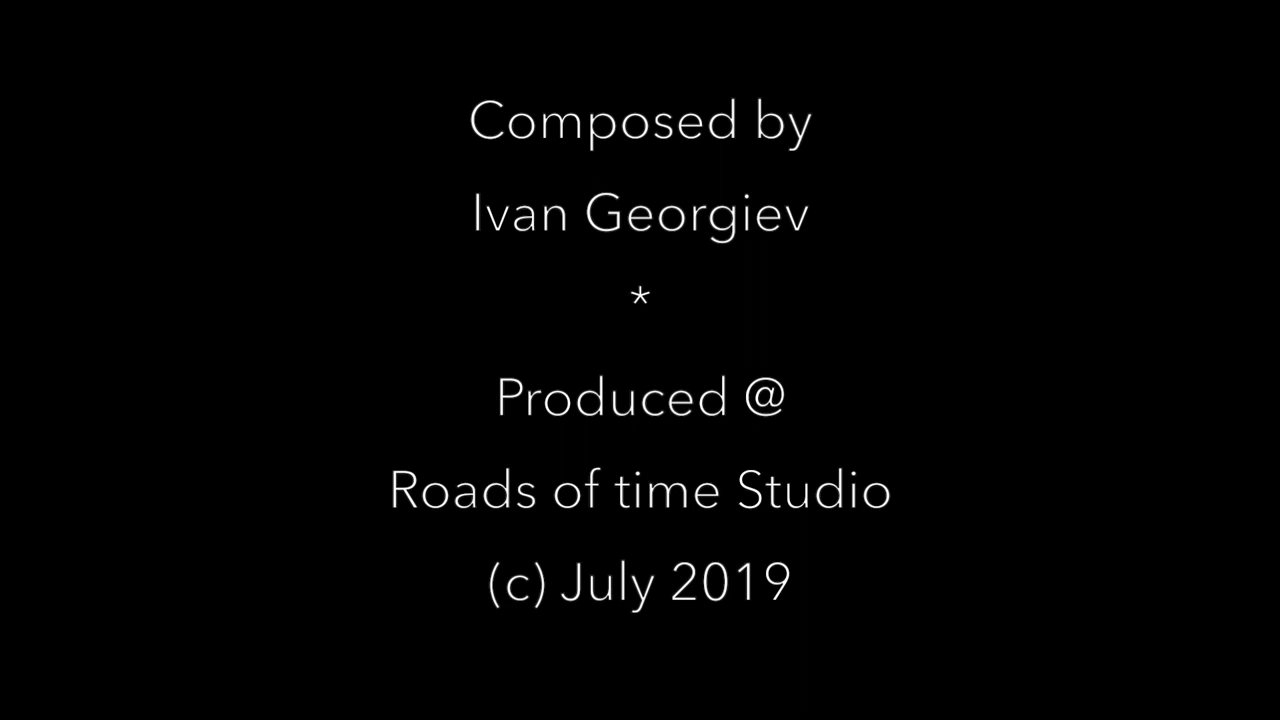 Composed by
Ivan Georgiev
*
Produced @
Roads of time Studio
(c) July 2019